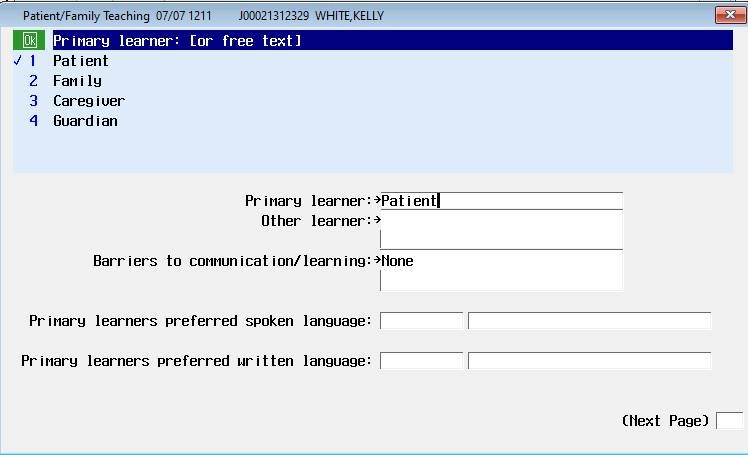 Patient/Family Teaching 07/07 1211 J00021312329 WHITE,KELLY
Ok Primary learner: [or free text]
✓ 1 Patient
2 Family
3 Caregiver
4 Guardian
Primary learner:→Patient
Other learner:→
Barriers to communication/learning:→None
Primary learners preferred spoken language:
Primary learners preferred written language:
(Next Page)